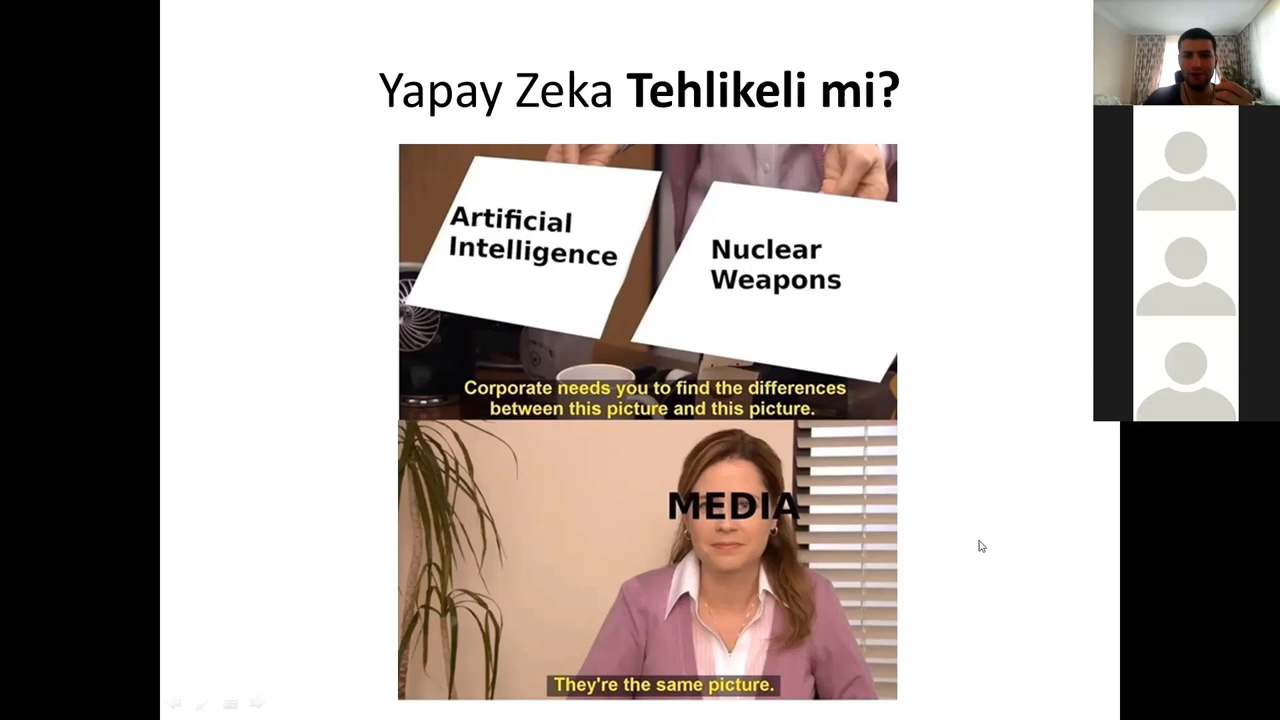 Yapay Zeka Tehlikeli mi?
Artificial
Intelligence
Nuclear
Weapons
Corporate needs you to find the differences
between this picture and this picture.
MEDIA
They're the same picture.